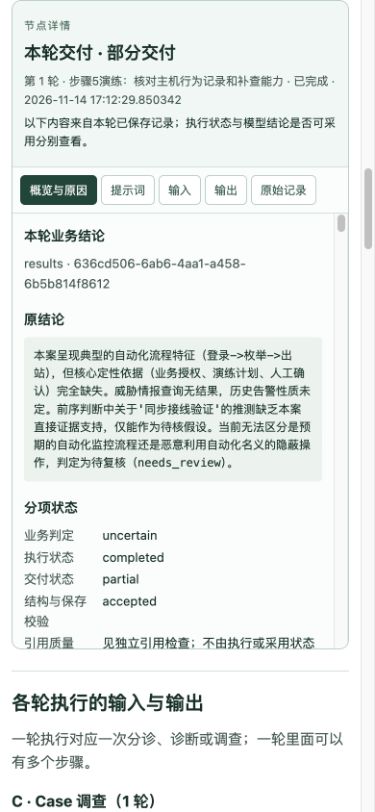 节点详情
本轮交付 · 部分交付
第 1 轮 · 步骤5演练：核对主机行为记录和补查能力 · 已完成 ·
2026-11-14 17:12:29.850342
以下内容来自本轮已保存记录；执行状态与模型结论是否可采
用分别查看。
概览与原因 提示词 输入 输出 原始记录
本轮业务结论
results · 636cd506-6ab6-4aa1-a458-
6b5b814f8612
原结论
本案呈现典型的自动化流程特征（登录->枚举->出
站），但核心定性依据（业务授权、演练计划、人工确
认）完全缺失。威胁情报查询无结果，历史告警性质未
定。前序判断中关于'同步接线验证'的推测缺乏本案
直接证据支持，仅能作为待核假设。当前无法区分是预
期的自动化监控流程还是恶意利用自动化名义的隐蔽操
作，判定为待复核（needs_review）。
分项状态
业务判定 uncertain
执行状态 completed
交付状态 partial
结构与保存 accepted
校验
引用质量 见独立引用检查；不由执行或采用状态
各轮执行的输入与输出
一轮执行对应一次分诊、诊断或调查；一轮里面可以
有多个步骤。
C · Case 调查（1 轮）